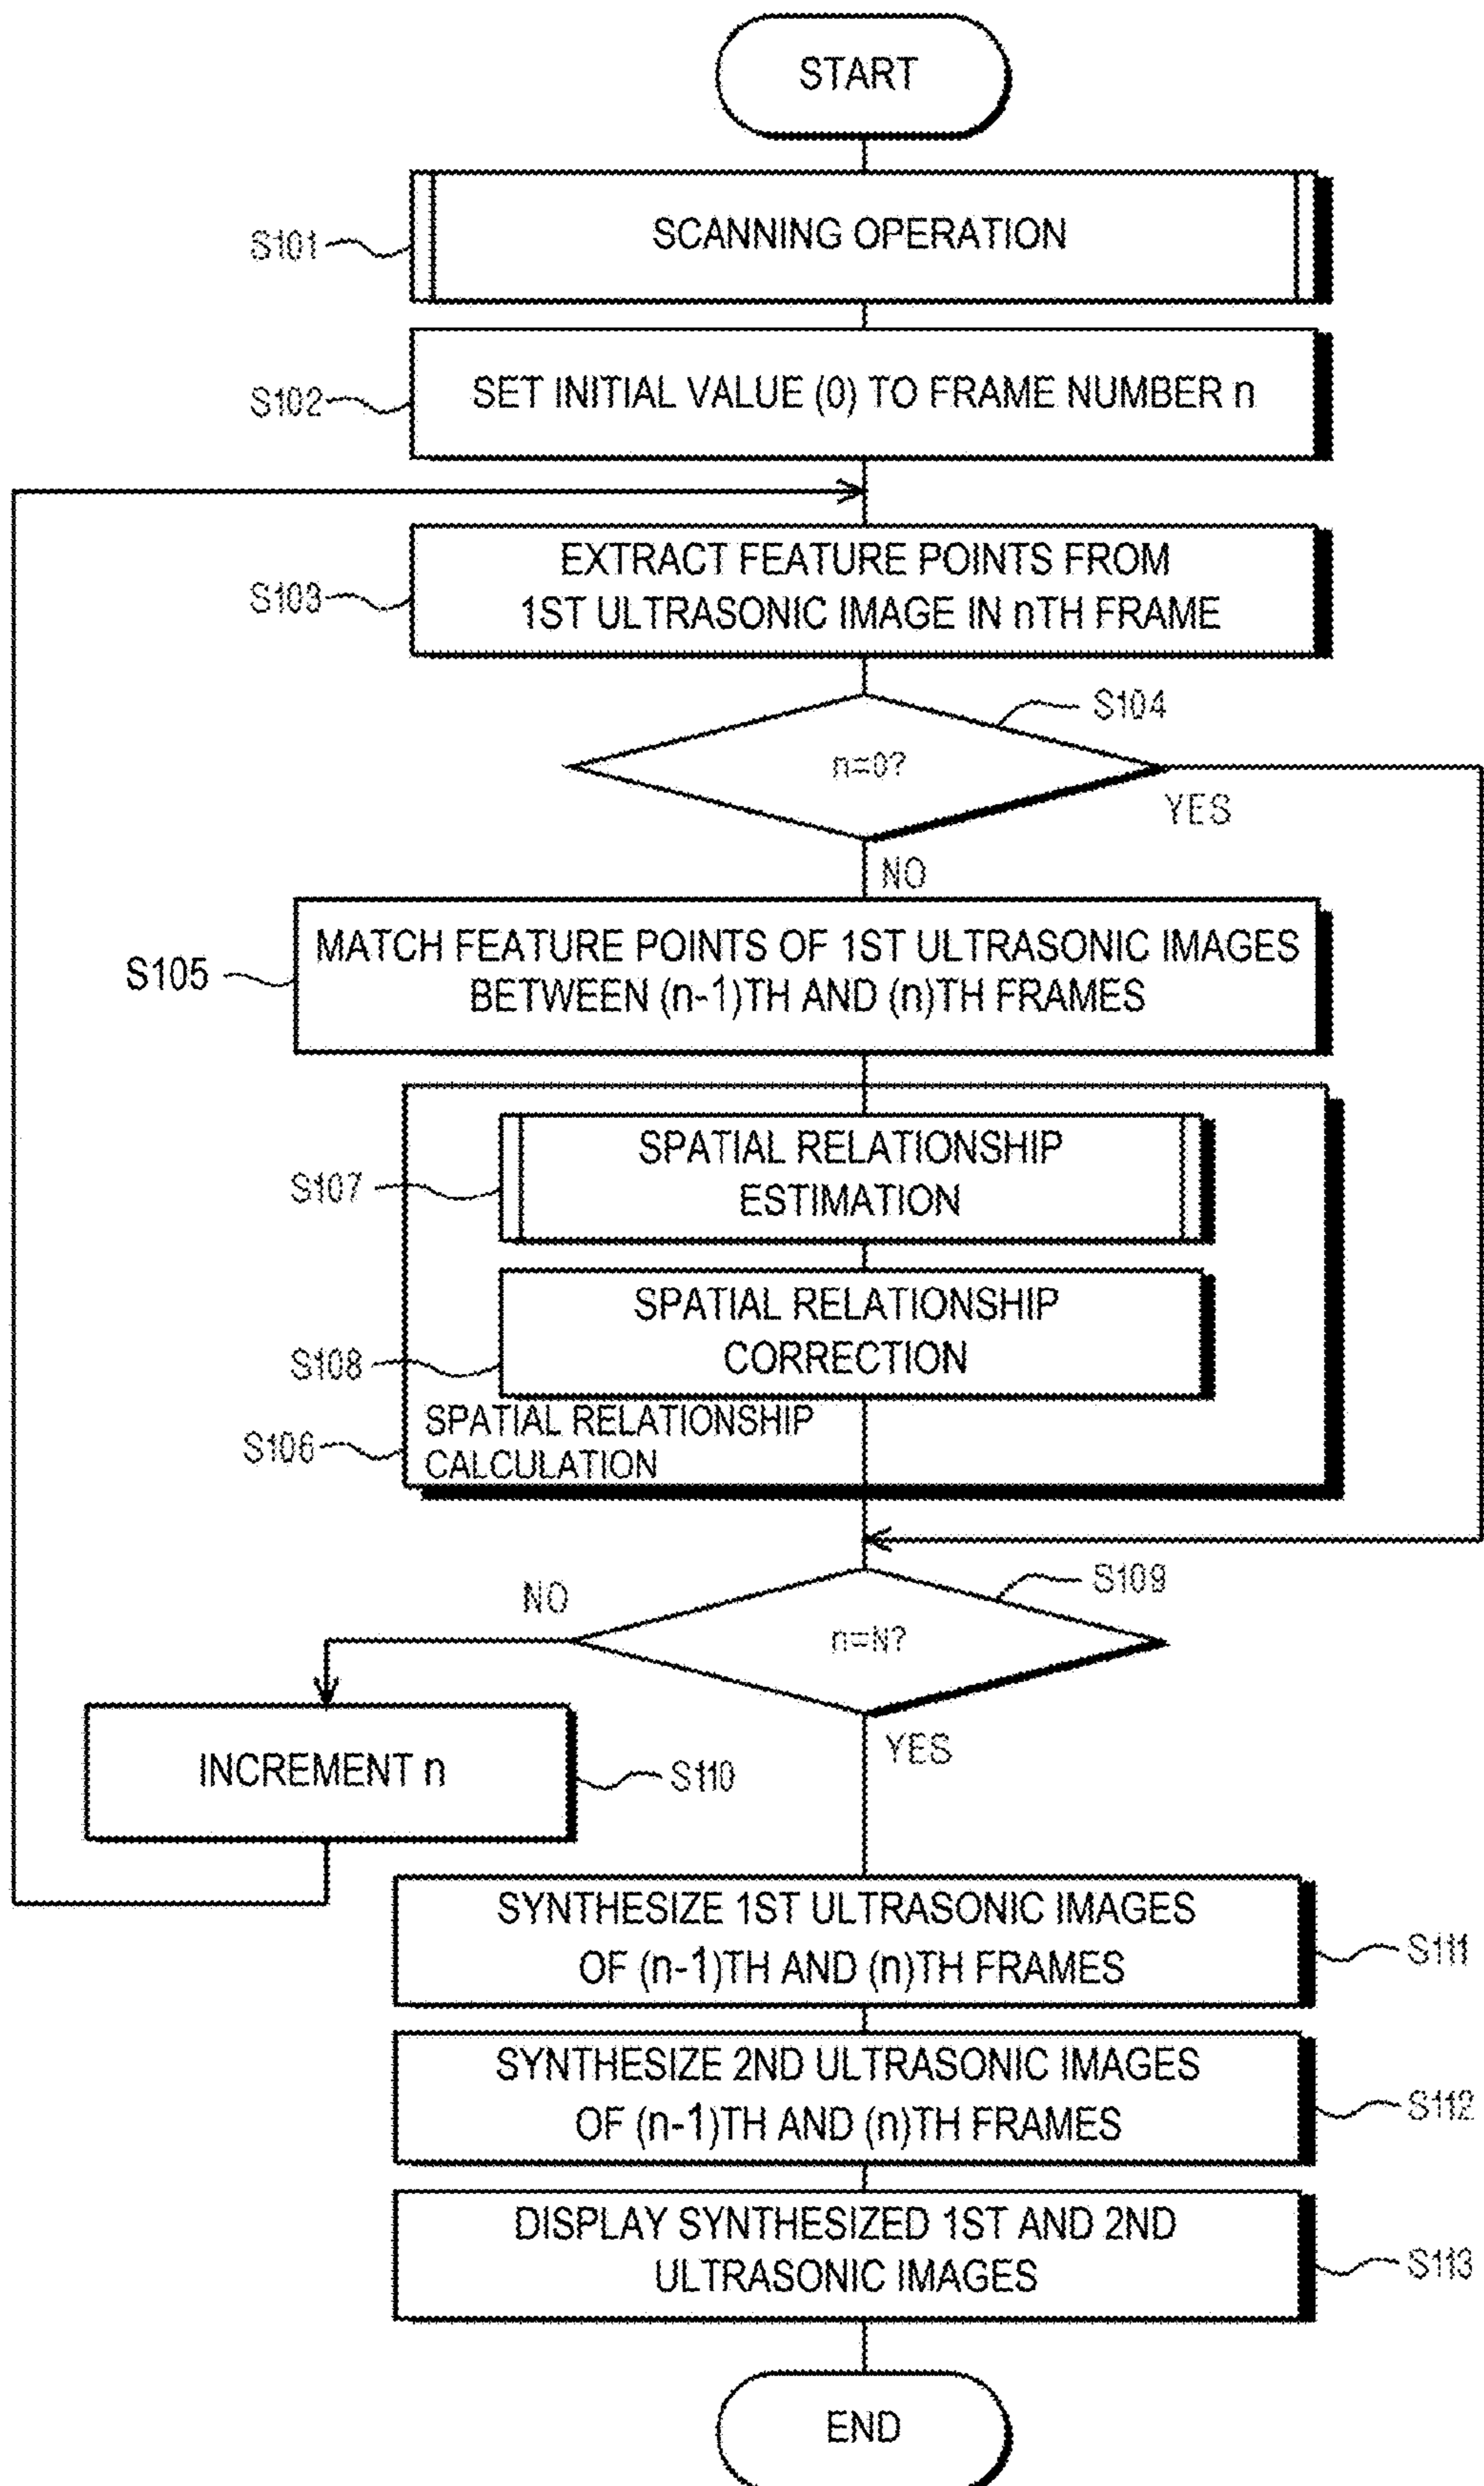 START
S101
SCANNING OPERATION
S102
SET INITIAL VALUE (0) TO FRAME NUMBER n
S103
EXTRACT FEATURE POINTS FROM
1ST ULTRASONIC IMAGE IN nTH FRAME
S104
n=0?
YES
NO
S105
MATCH FEATURE POINTS OF 1ST ULTRASONIC IMAGES
BETWEEN (n-1)TH AND (n)TH FRAMES
S107
SPATIAL RELATIONSHIP
ESTIMATION
S108
SPATIAL RELATIONSHIP
CORRECTION
S106
SPATIAL RELATIONSHIP
CALCULATION
S109
NO
n=N?
YES
INCREMENT n
S110
SYNTHESIZE 1ST ULTRASONIC IMAGES
OF (n-1)TH AND (n)TH FRAMES
S111
SYNTHESIZE 2ND ULTRASONIC IMAGES
OF (n-1)TH AND (n)TH FRAMES
S112
DISPLAY SYNTHESIZED 1ST AND 2ND
ULTRASONIC IMAGES
S113
END